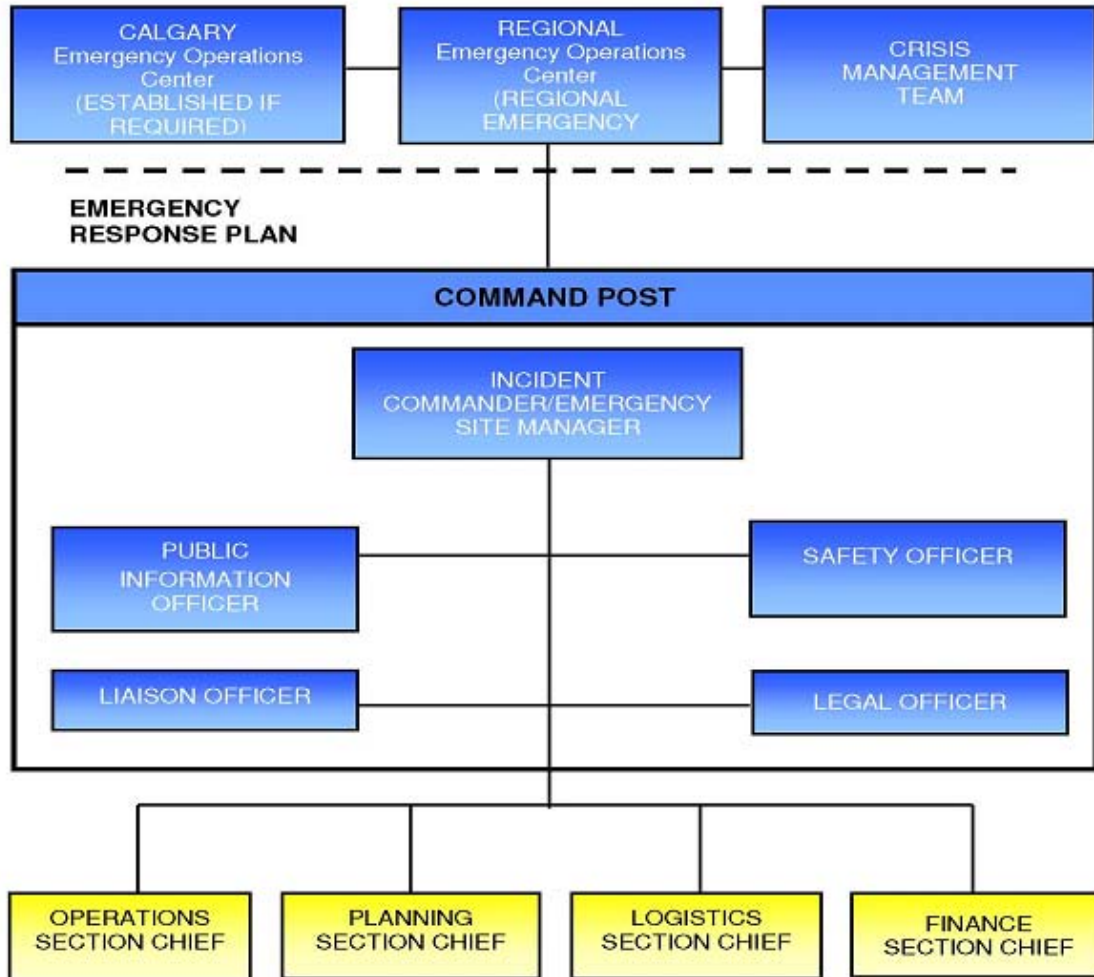 CALGARY
Emergency Operations
Center
(ESTABLISHED IF
REQUIRED)
REGIONAL
Emergency Operations
Center
(REGIONAL
EMERGENCY
CRISIS
MANAGEMENT
TEAM
EMERGENCY
RESPONSE PLAN
COMMAND POST
INCIDENT
COMMANDER/EMERGENCY
SITE MANAGER
PUBLIC
INFORMATION
OFFICER
SAFETY OFFICER
LIAISON OFFICER
LEGAL OFFICER
OPERATIONS
SECTION CHIEF
PLANNING
SECTION CHIEF
LOGISTICS
SECTION CHIEF
FINANCE
SECTION CHIEF